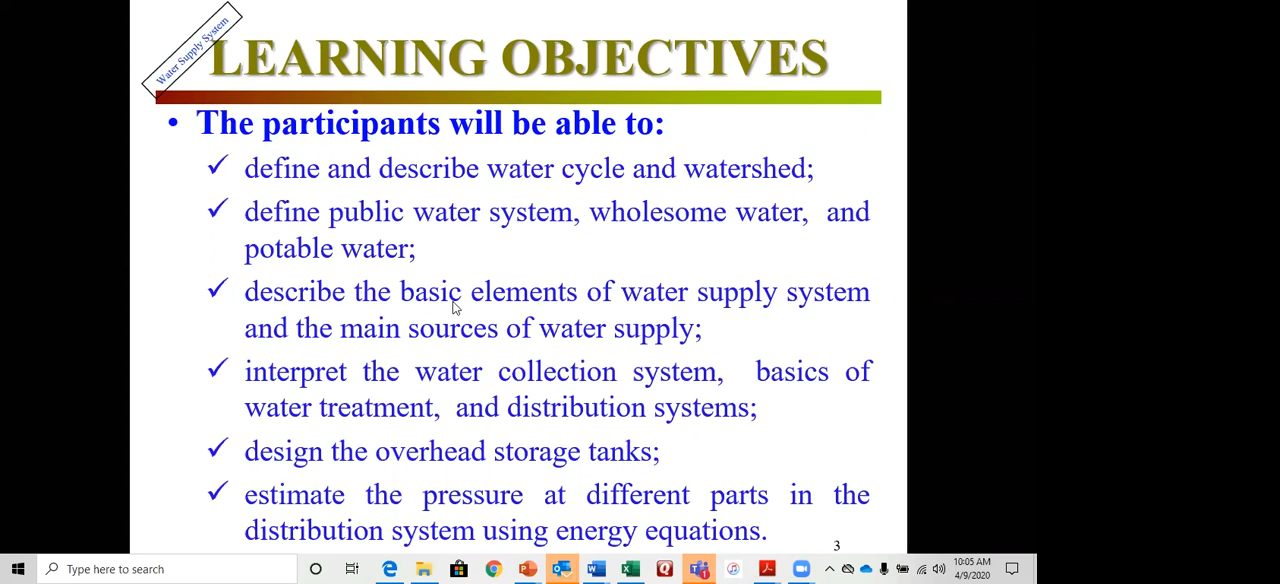 Water Supply System
LEARNING OBJECTIVES
• The participants will be able to:
✓ define and describe water cycle and watershed;
✓ define public water system, wholesome water, and
potable water;
✓ describe the basic elements of water supply system
and the main sources of water supply;
✓ interpret the water collection system, basics of
water treatment, and distribution systems;
✓ design the overhead storage tanks;
✓ estimate the pressure at different parts in the
distribution system using energy equations.
3
Type here to search
10:05 AM
4/9/2020